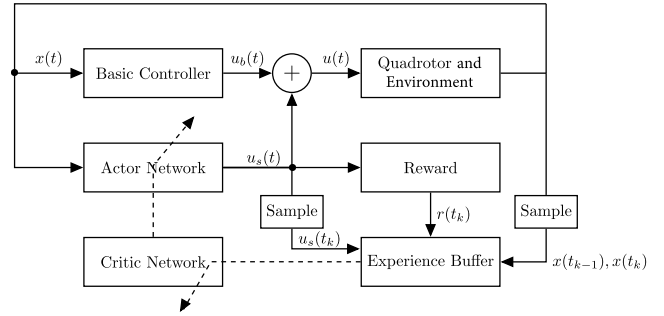 x(t)
Basic Controller
u_b(t)
+
u(t)
Quadrotor and
Environment
Actor Network
u_s(t)
Reward
Sample
r(t_k)
Sample
u_s(t_k)
Critic Network
Experience Buffer
x(t_{k-1}), x(t_k)